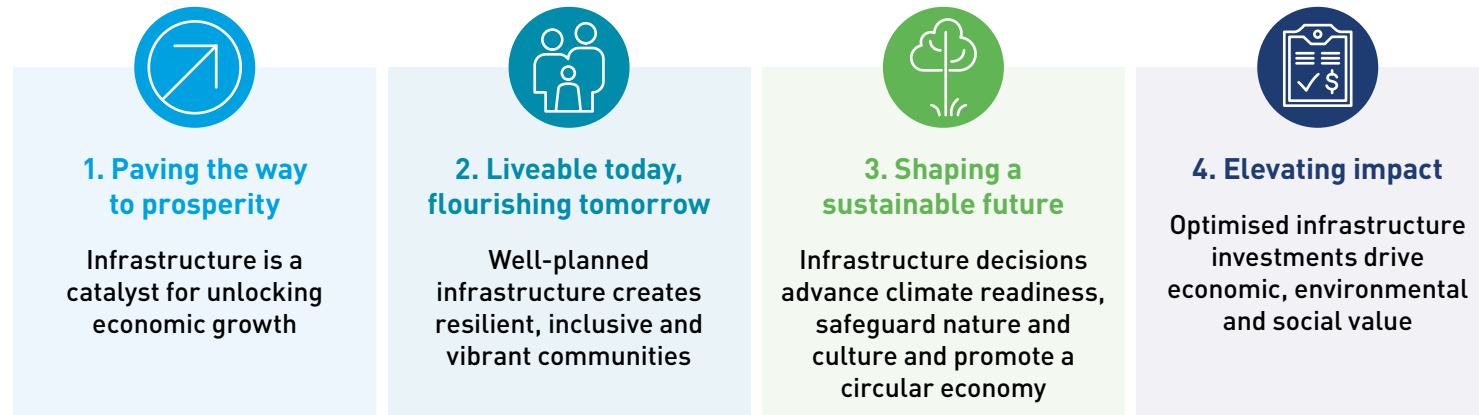 1. Paving the way
to prosperity
Infrastructure is a
catalyst for unlocking
economic growth
2. Liveable today,
flourishing tomorrow
Well-planned
infrastructure creates
resilient, inclusive and
vibrant communities
3. Shaping a
sustainable future
Infrastructure decisions
advance climate readiness,
safeguard nature and
culture and promote a
circular economy
$
4. Elevating impact
Optimised infrastructure
investments drive
economic, environmental
and social value